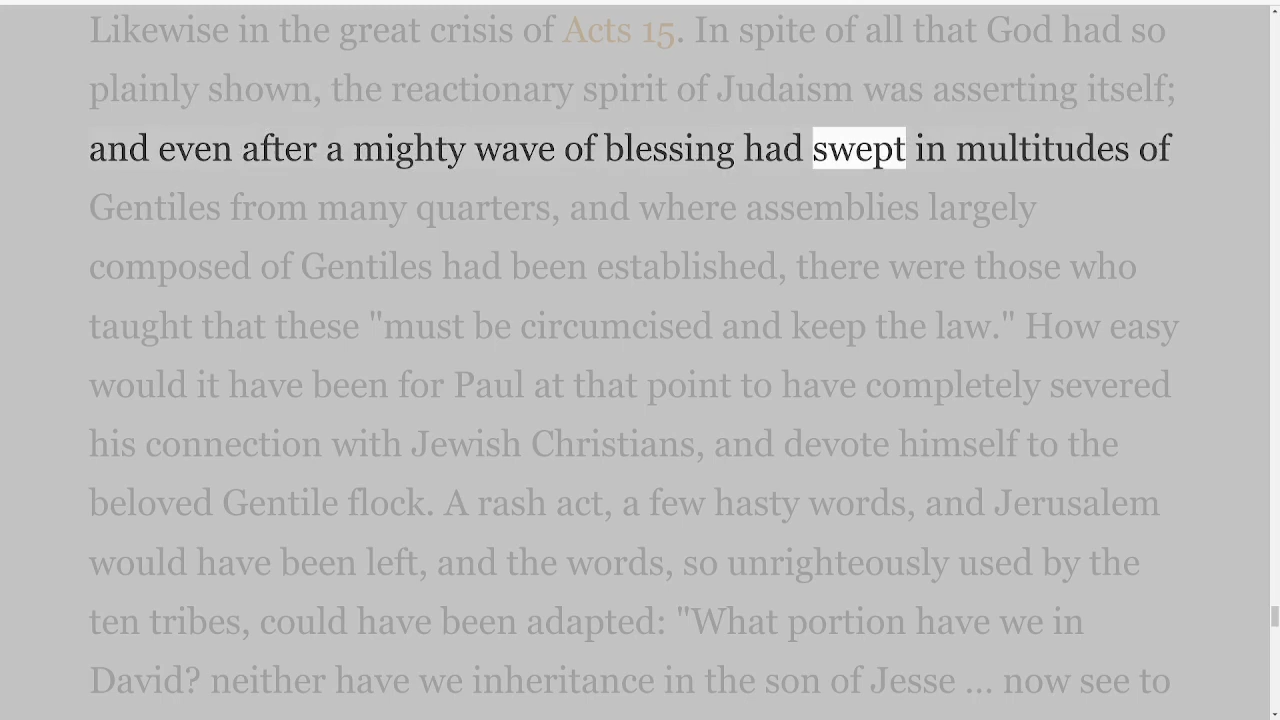 Likewise in the great crisis of Acts 15. In spite of all that God had so
plainly shown, the reactionary spirit of Judaism was asserting itself;
and even after a mighty wave of blessing had swept in multitudes of
Gentiles from many quarters, and where assemblies largely
composed of Gentiles had been established, there were those who
taught that these "must be circumcised and keep the law." How easy
would it have been for Paul at that point to have completely severed
his connection with Jewish Christians, and devote himself to the
beloved Gentile flock. A rash act, a few hasty words, and Jerusalem
would have been left, and the words, so unrighteously used by the
ten tribes, could have been adapted: "What portion have we in
David? neither have we inheritance in the son of Jesse ... now see to